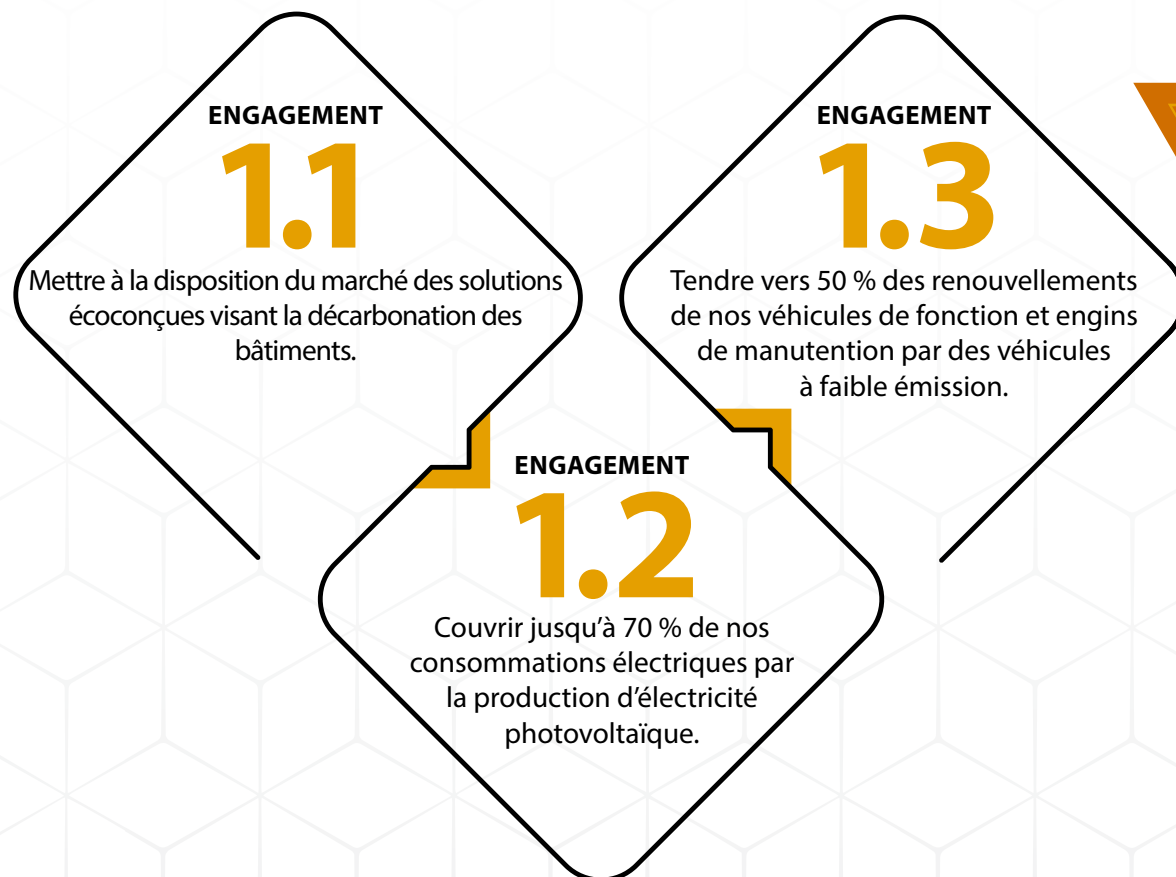 ENGAGEMENT
1.1
Mettre à la disposition du marché des solutions
écoconçues visant la décarbonation des
bâtiments.
ENGAGEMENT
1.2
Couvrir jusqu’à 70 % de nos
consommations électriques par
la production d’électricité
photovoltaïque.
ENGAGEMENT
1.3
Tendre vers 50 % des renouvellements
de nos véhicules de fonction et engins
de manutention par des véhicules
à faible émission.